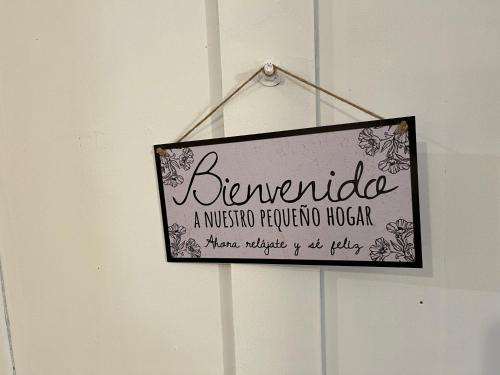 Bienvenido
A NUESTRO PEQUEÑO HOGAR
Ahora relájate y sé feliz